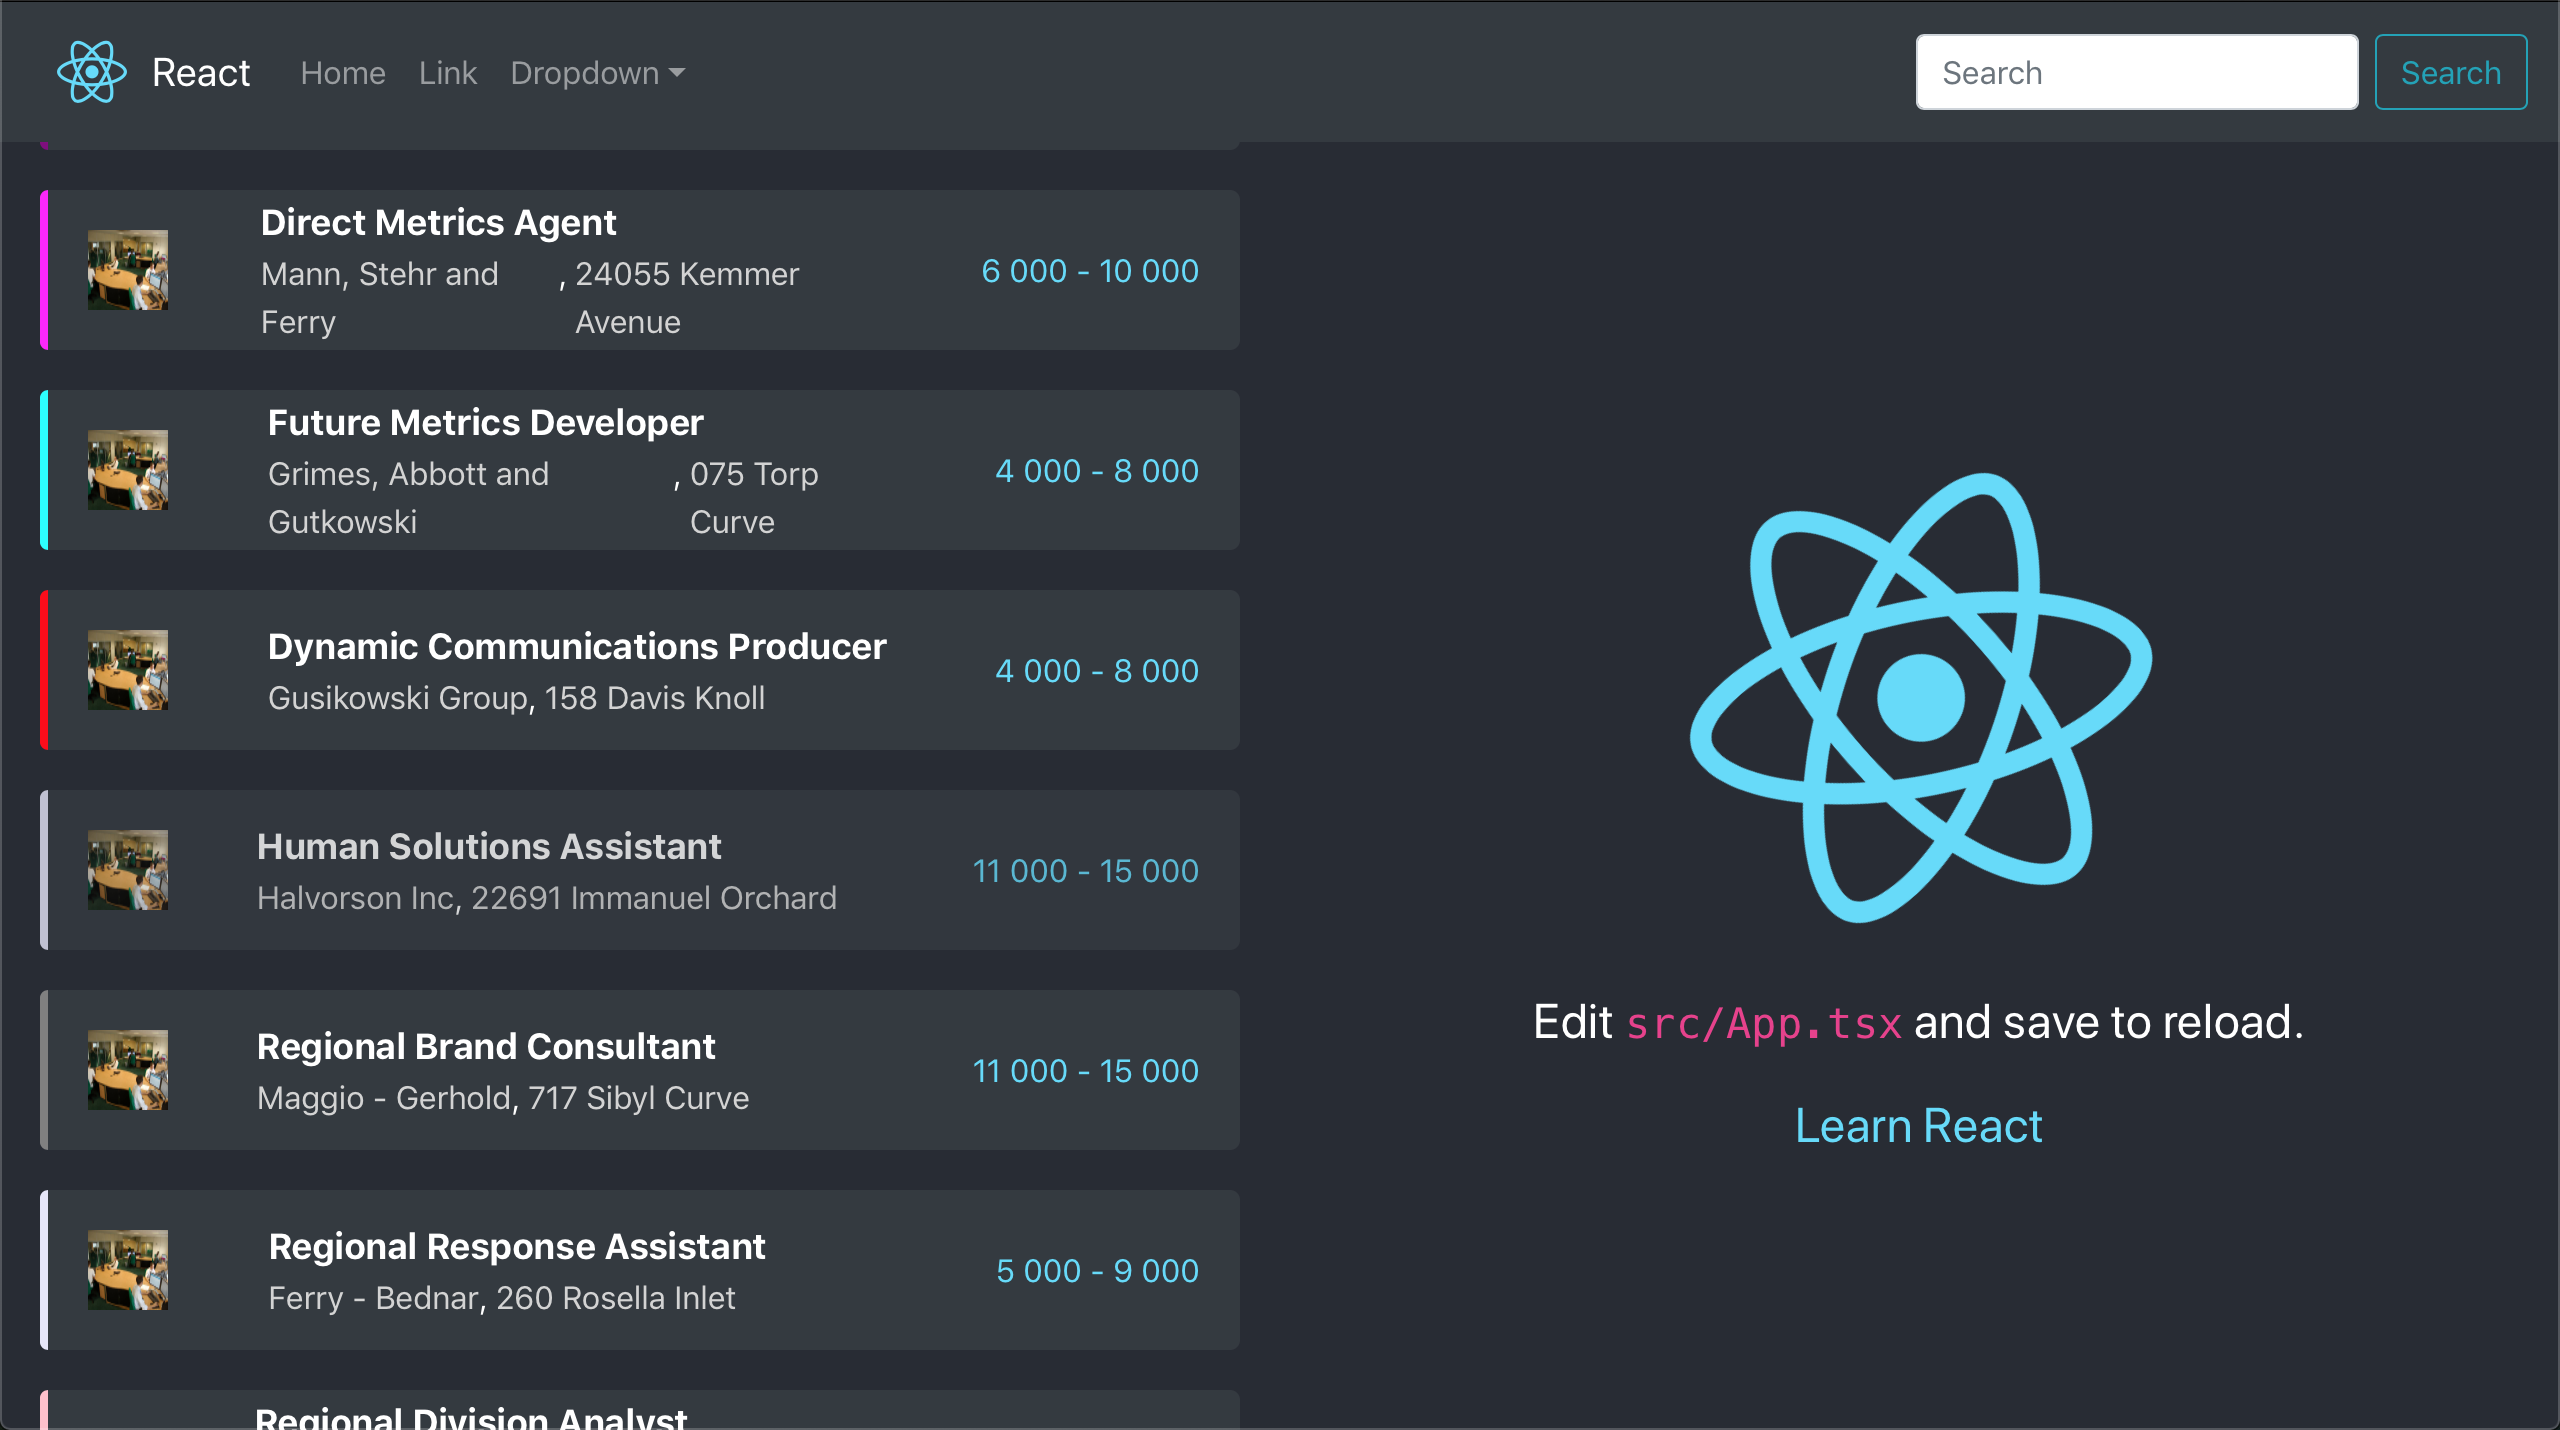 React
Home Link Dropdown
Search
Search
Direct Metrics Agent
Mann, Stehr and Ferry
, 24055 Kemmer Avenue
6 000 - 10 000
Future Metrics Developer
Grimes, Abbott and Gutkowski
, 075 Torp Curve
4 000 - 8 000
Dynamic Communications Producer
Gusikowski Group, 158 Davis Knoll
4 000 - 8 000
Human Solutions Assistant
Halvorson Inc, 22691 Immanuel Orchard
11 000 - 15 000
Regional Brand Consultant
Maggio - Gerhold, 717 Sibyl Curve
11 000 - 15 000
Regional Response Assistant
Ferry - Bednar, 260 Rosella Inlet
5 000 - 9 000
Regional Division Analyst
Edit src/App.tsx and save to reload.
Learn React